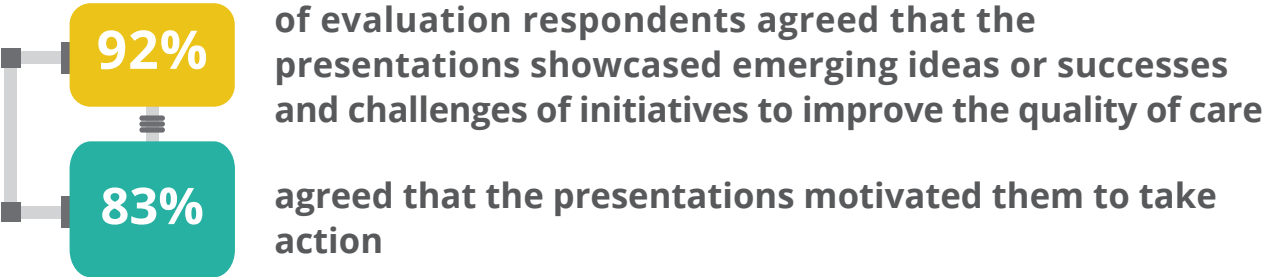 92%
of evaluation respondents agreed that the
presentations showcased emerging ideas or successes
and challenges of initiatives to improve the quality of care
83%
agreed that the presentations motivated them to take
action